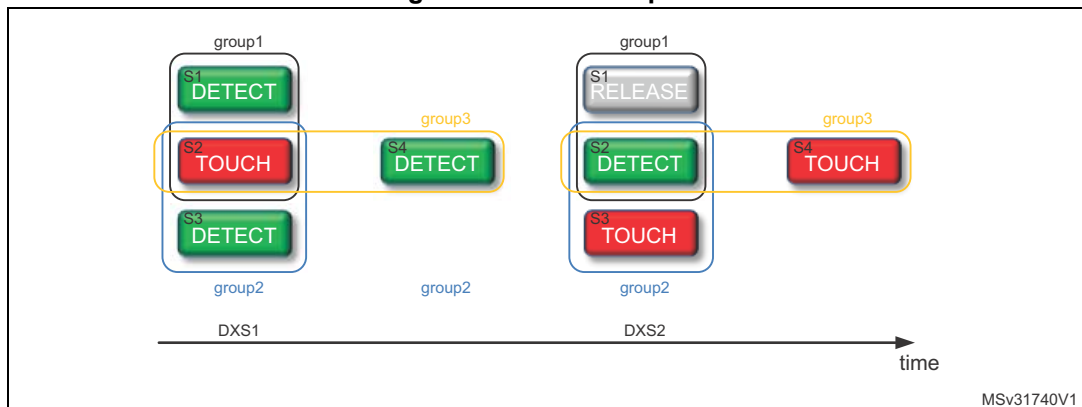 group1
group1
S1
DETECT
S1
RELEASE
group3
group3
S2
TOUCH
S4
DETECT
S2
DETECT
S4
TOUCH
S3
DETECT
S3
TOUCH
group2
group2
group2
DXS1
DXS2
time
MSv31740V1